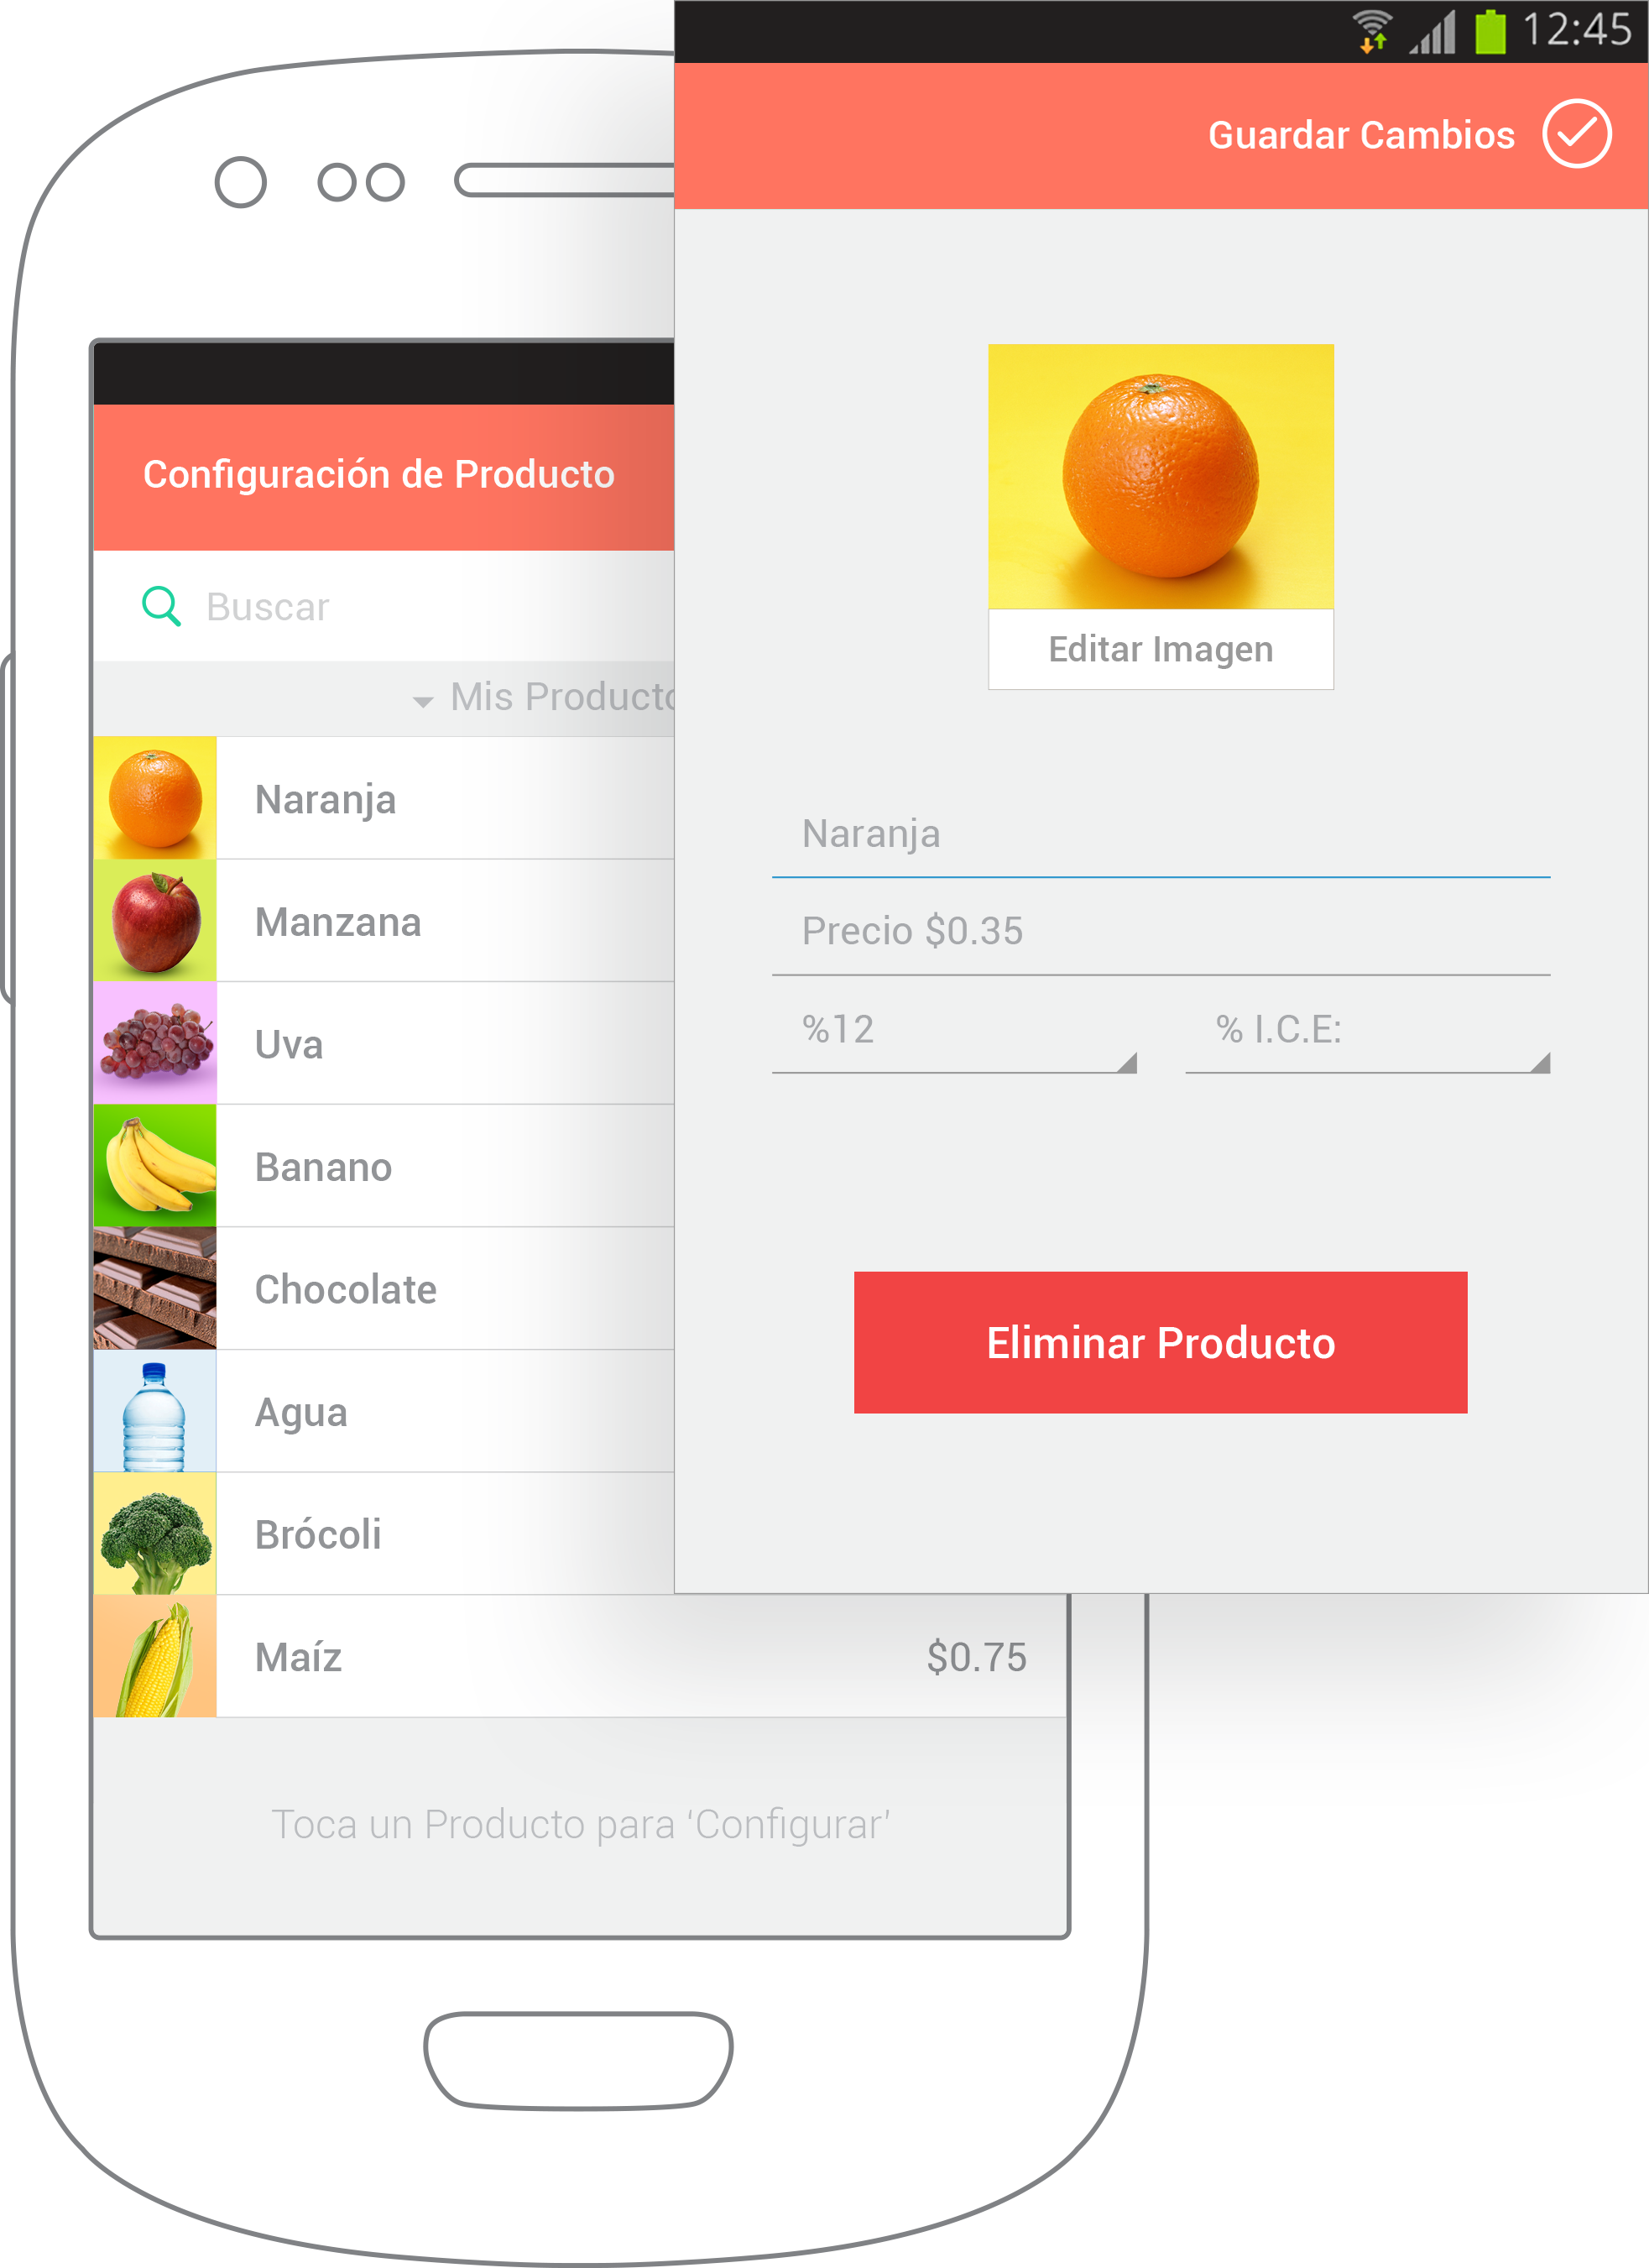 12:45
Guardar Cambios
Editar Imagen
Naranja
Precio $0.35
%12
% I.C.E:
Eliminar Producto
Configuración de Producto
Buscar
Mis Producto
Naranja
Manzana
Uva
Banano
Chocolate
Agua
Brócoli
Maíz $0.75
Toca un Producto para ‘Configurar’